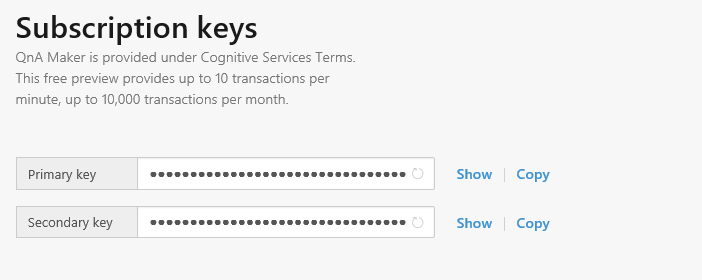 Subscription keys
QnA Maker is provided under Cognitive Services Terms.
This free preview provides up to 10 transactions per
minute, up to 10,000 transactions per month.
Primary key •••••••••••••••••••••••••••••••• Show | Copy
Secondary key •••••••••••••••••••••••••••••••• Show | Copy